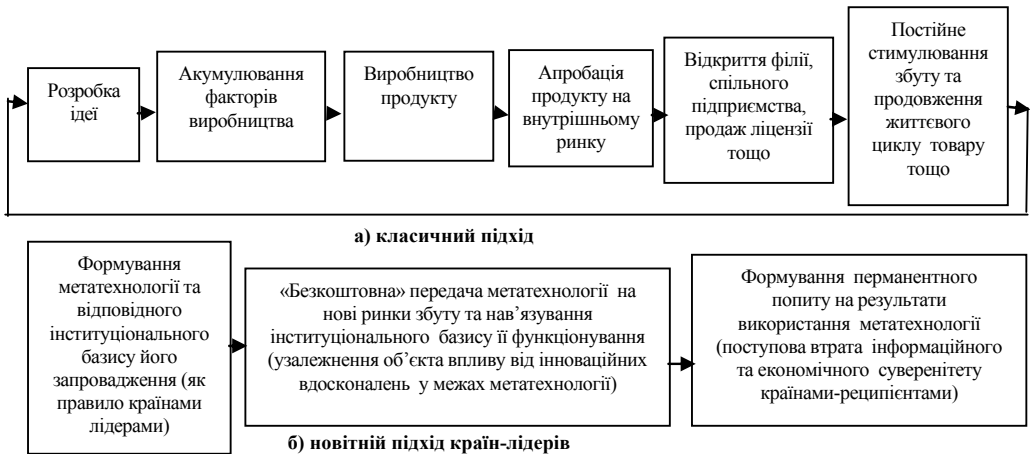 Розробка
ідеї
Акумулювання
факторів
виробництва
Виробництво
продукту
Апробація
продукту на
внутрішньому
ринку
Відкриття філії,
спільного
підприємства,
продаж ліцензії
тощо
Постійне
стимулювання
збуту та
продовження
життєвого
циклу товару
тощо
а) класичний підхід
Формування
метатехнології та
відповідного
інституціонального
базису його
запровадження (як
правило країнами
лідерами)
«Безкоштовна» передача метатехнології на
нові ринки збуту та нав’язування
інституціонального базису її функціонування
(узалежнення об’єкта впливу від інноваційних
вдосконалень у межах метатехнології)
Формування перманентного
попиту на результати
використання метатехнології
(поступова втрата інформаційного
та економічного суверенітету
країнами-реципієнтами)
б) новітній підхід країн-лідерів